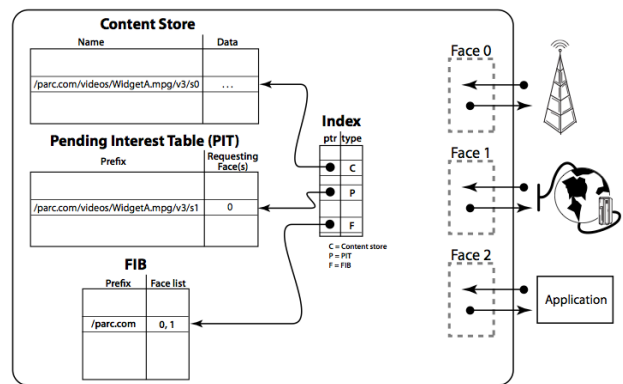 Content Store
Name Data
/parc.com/videos/WidgetA.mpg/v3/s0 ...
Pending Interest Table (PIT)
Prefix Requesting Face(s)
/parc.com/videos/WidgetA.mpg/v3/s1 0
FIB
Prefix Face list
/parc.com 0, 1
Index
ptr type
C
P
F
C = Content store
P = PIT
F = FIB
Face 0
Face 1
Face 2
Application